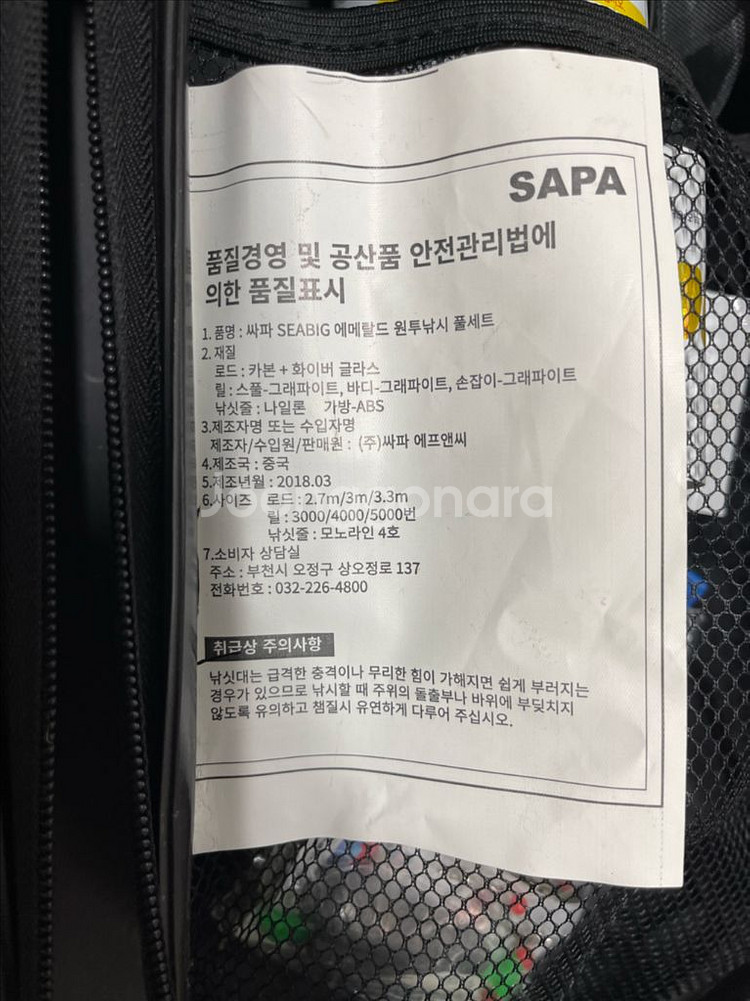 SAPA
품질경영 및 공산품 안전관리법에
의한 품질표시
1. 품명 : 싸파 SEABIG 에메랄드 원투낚시 풀세트
2. 재질
로드 : 카본 + 화이버 글라스
릴 : 스풀-그래파이트, 바디-그래파이트, 손잡이-그래파이트
낚싯줄 : 나일론 가방-ABS
3.제조자명 또는 수입자명
제조자/수입원/판매원 : (주)싸파 에프앤씨
4.제조국 : 중국
5.제조년월 : 2018.03
6.사이즈 로드 : 2.7m/3m/3.3m
릴 : 3000/4000/5000번
낚싯줄 : 모노라인 4호
7.소비자 상담실
주소 : 부천시 오정구 상오정로 137
전화번호 : 032-226-4800
취급상 주의사항
낚싯대는 급격한 충격이나 무리한 힘이 가해지면 쉽게 부러지는
경우가 있으므로 낚시할 때 주위의 돌출부나 바위에 부딪치지
않도록 유의하고 챔질시 유연하게 다루어 주십시오.
Joonggonara